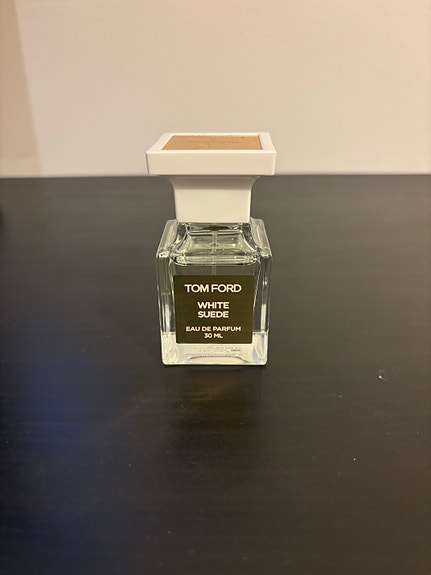 TOM FORD
WHITE
SUEDE
EAU DE PARFUM
30 ML